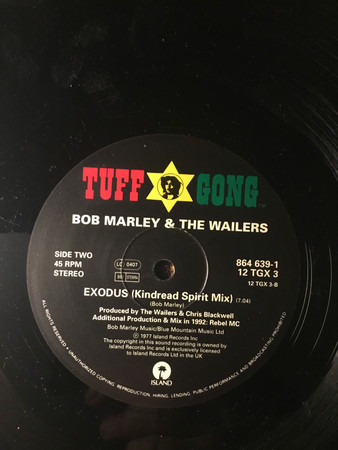 TUFF GONG
BOB MARLEY & THE WAILERS
SIDE TWO
45 RPM
STEREO
LC 0407
STEMRA
864 639-1
12 TGX 3
12 TGX 3-B
EXODUS (Kindread Spirit Mix) (7.04)
(Bob Marley)
Produced by The Wailers & Chris Blackwell
Additional Production & Mix in 1992: Rebel MC
Bob Marley Music/Blue Mountain Music Ltd
Ⓟ 1977 Island Records Inc
The copyright in this sound recording is owned by
Island Records Inc and is exclusively licensed
to Island Records Ltd in the UK
ISLAND
ALL RIGHTS RESERVED. UNAUTHORIZED COPYING, REPRODUCTION, HIRING, LENDING, PUBLIC PERFORMANCE AND BROADCASTING PROHIBITED